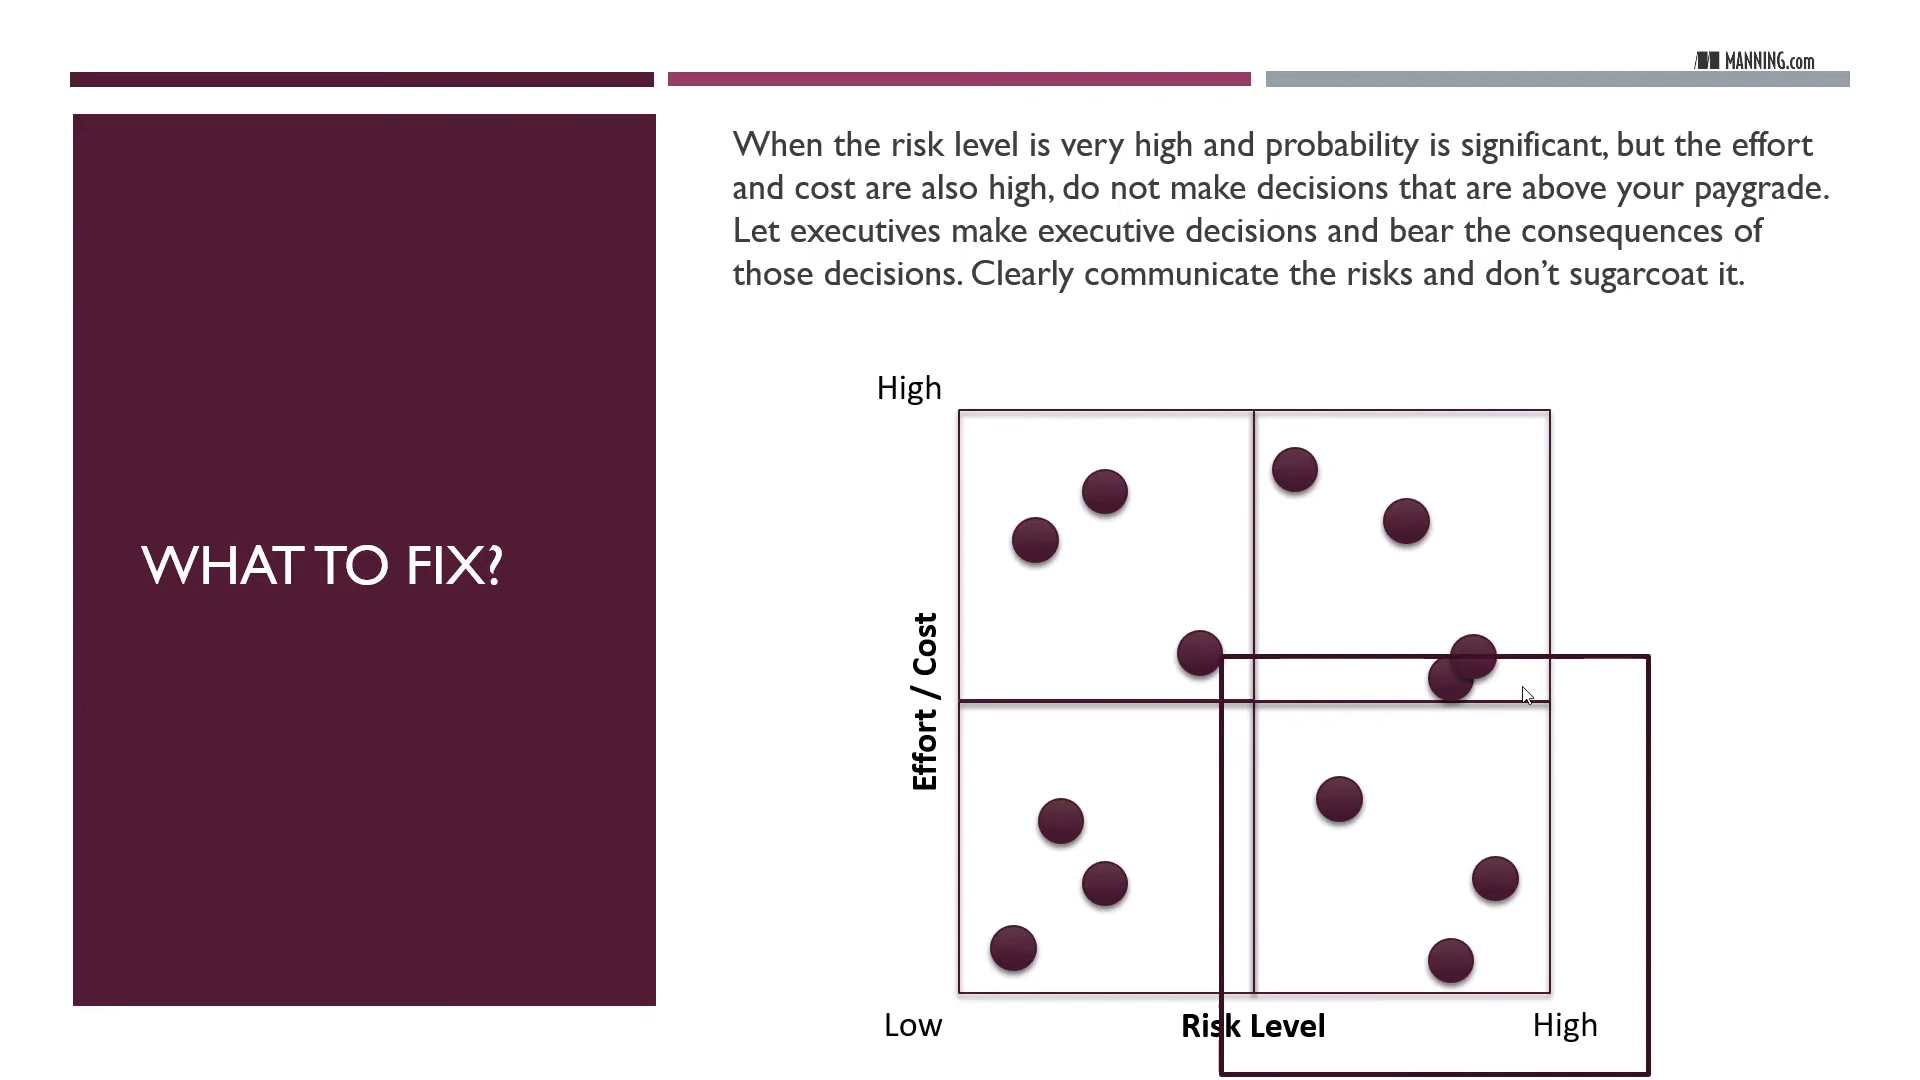 MANNING.com
When the risk level is very high and probability is significant, but the effort
and cost are also high, do not make decisions that are above your paygrade.
Let executives make executive decisions and bear the consequences of
those decisions. Clearly communicate the risks and don’t sugarcoat it.
WHAT TO FIX?
High
Effort / Cost
Low
Risk Level
High